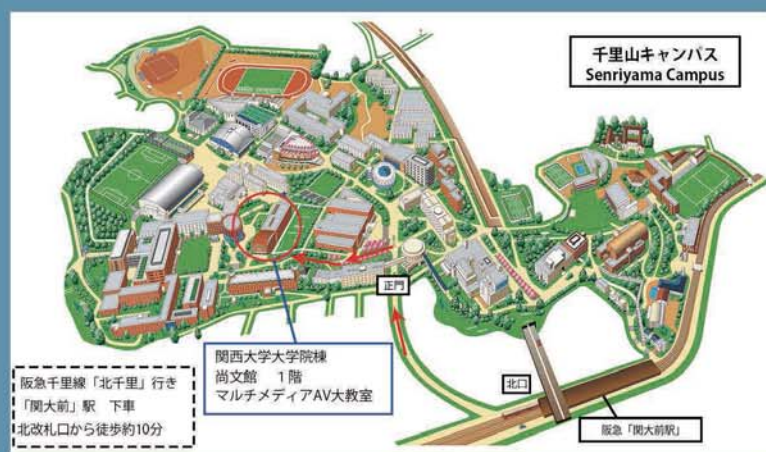 千里山キャンパス
Senriyama Campus
正門
関西大学大学院棟
尚文館　１階
マルチメディアAV大教室
北口
阪急「関大前駅」
阪急千里線「北千里」行き
「関大前」駅　下車
北改札口から徒歩約10分